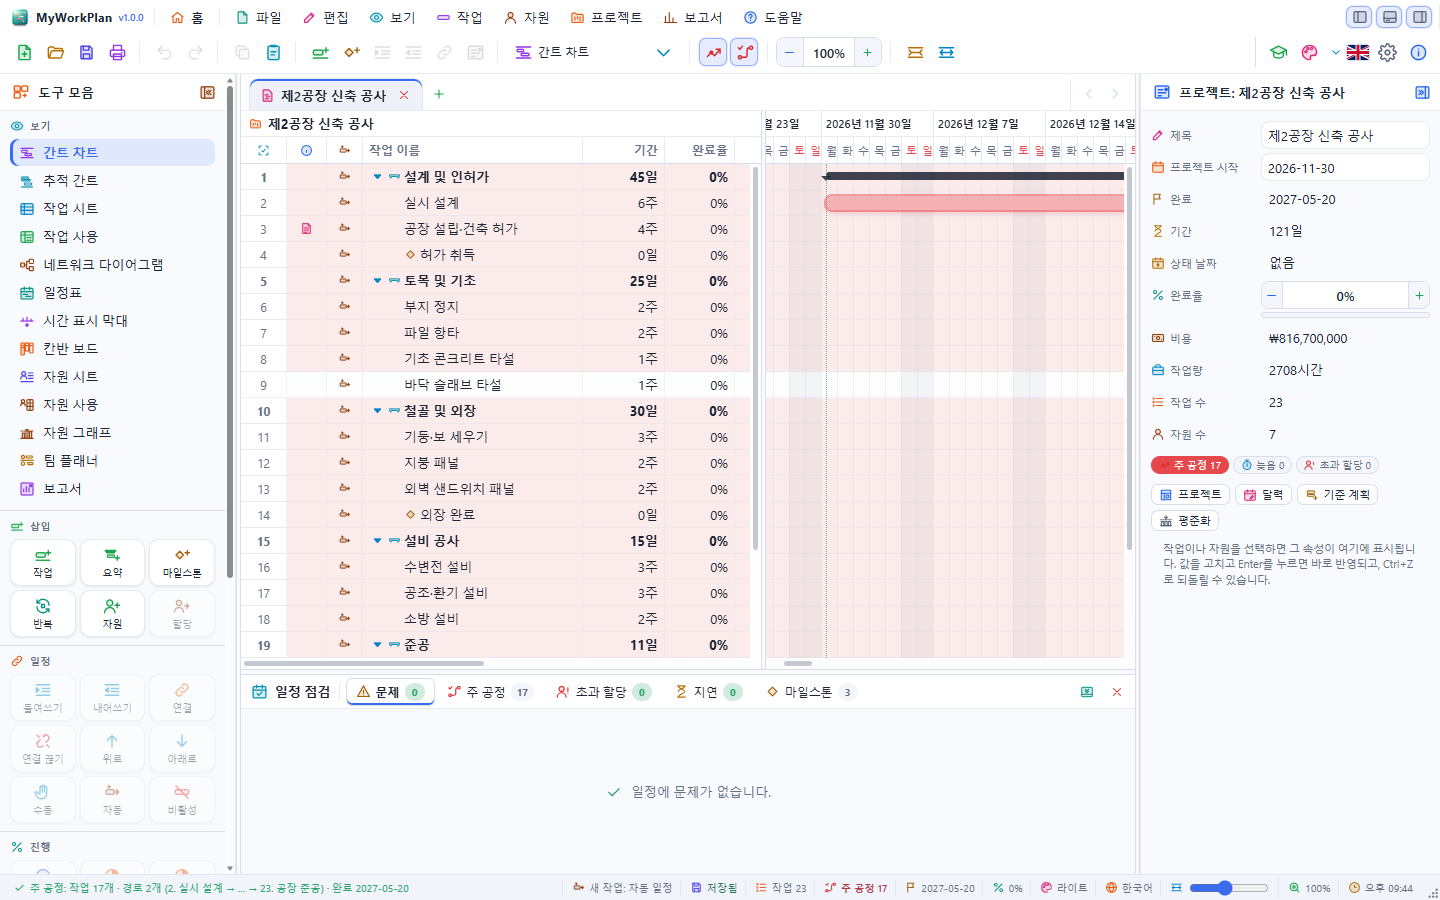 MyWorkPlan v1.0.0 홈 파일 편집 보기 작업 자원 프로젝트 보고서 도움말
간트 차트 100%
도구 모음
보기
간트 차트
추적 간트
작업 시트
작업 사용
네트워크 다이어그램
일정표
시간 표시 막대
칸반 보드
자원 시트
자원 사용
자원 그래프
팀 플래너
보고서
삽입
작업 요약 마일스톤
반복 자원 할당
일정
들여쓰기 내어쓰기 연결
연결 끊기 위로 아래로
수동 자동 비활성
진행
제2공장 신축 공사
제2공장 신축 공사
작업 이름 기간 완료율
1 설계 및 인허가 45일 0%
2 실시 설계 6주 0%
3 공장 설립·건축 허가 4주 0%
4 허가 취득 0일 0%
5 토목 및 기초 25일 0%
6 부지 정지 2주 0%
7 파일 항타 2주 0%
8 기초 콘크리트 타설 1주 0%
9 바닥 슬래브 타설 1주 0%
10 철골 및 외장 30일 0%
11 기둥·보 세우기 3주 0%
12 지붕 패널 2주 0%
13 외벽 샌드위치 패널 2주 0%
14 외장 완료 0일 0%
15 설비 공사 15일 0%
16 수변전 설비 3주 0%
17 공조·환기 설비 3주 0%
18 소방 설비 2주 0%
19 준공 11일 0%
월 23일 2026년 11월 30일 2026년 12월 7일 2026년 12월 14일
목 금 토 일 월 화 수 목 금 토 일 월 화 수 목 금 토 일 월 화 수 목 금 토
일정 점검 문제 0 주 공정 17 초과 할당 0 지연 0 마일스톤 3
일정에 문제가 없습니다.
프로젝트: 제2공장 신축 공사
제목 제2공장 신축 공사
프로젝트 시작 2026-11-30
완료 2027-05-20
기간 121일
상태 날짜 없음
완료율 0%
비용 ₩816,700,000
작업량 2708시간
작업 수 23
자원 수 7
주 공정 17 늦음 0 초과 할당 0
프로젝트 달력 기준 계획
평준화
작업이나 자원을 선택하면 그 속성이 여기에 표시됩니
다. 값을 고치고 Enter를 누르면 바로 반영되고, Ctrl+Z
로 되돌릴 수 있습니다.
주 공정: 작업 17개 · 경로 2개 (2. 실시 설계 → ... → 23. 공장 준공) · 완료 2027-05-20 새 작업: 자동 일정 저장됨 작업 23 주 공정 17 2027-05-20 0% 라이트 한국어 100% 오후 09:44